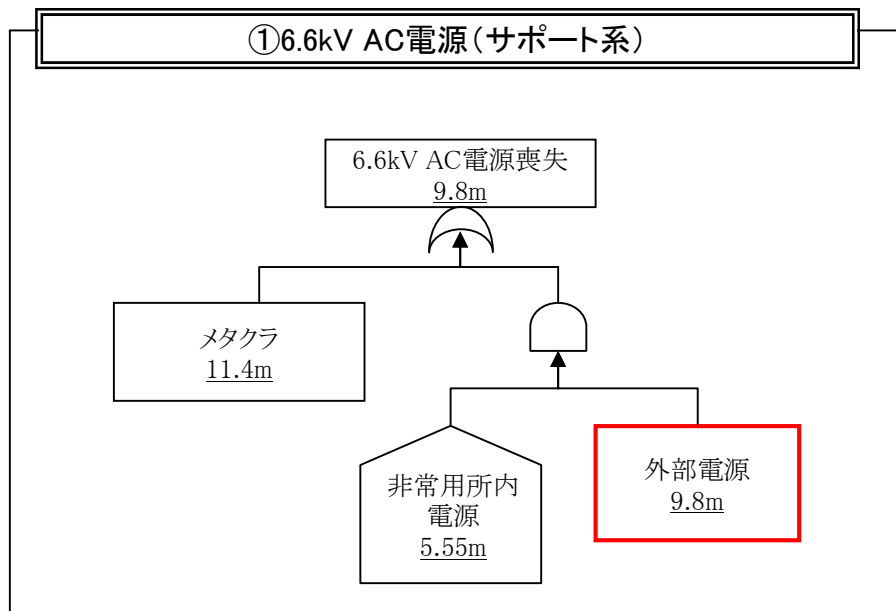 ①6.6kV AC電源（サポート系）
6.6kV AC電源喪失
9.8m
メタクラ
11.4m
非常用所内
電源
5.55m
外部電源
9.8m